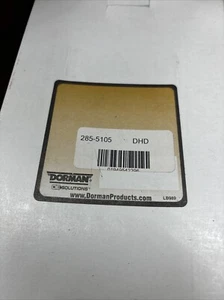 285-5105 DHD
DORMAN
SOLUTIONS
www.DormanProducts.com